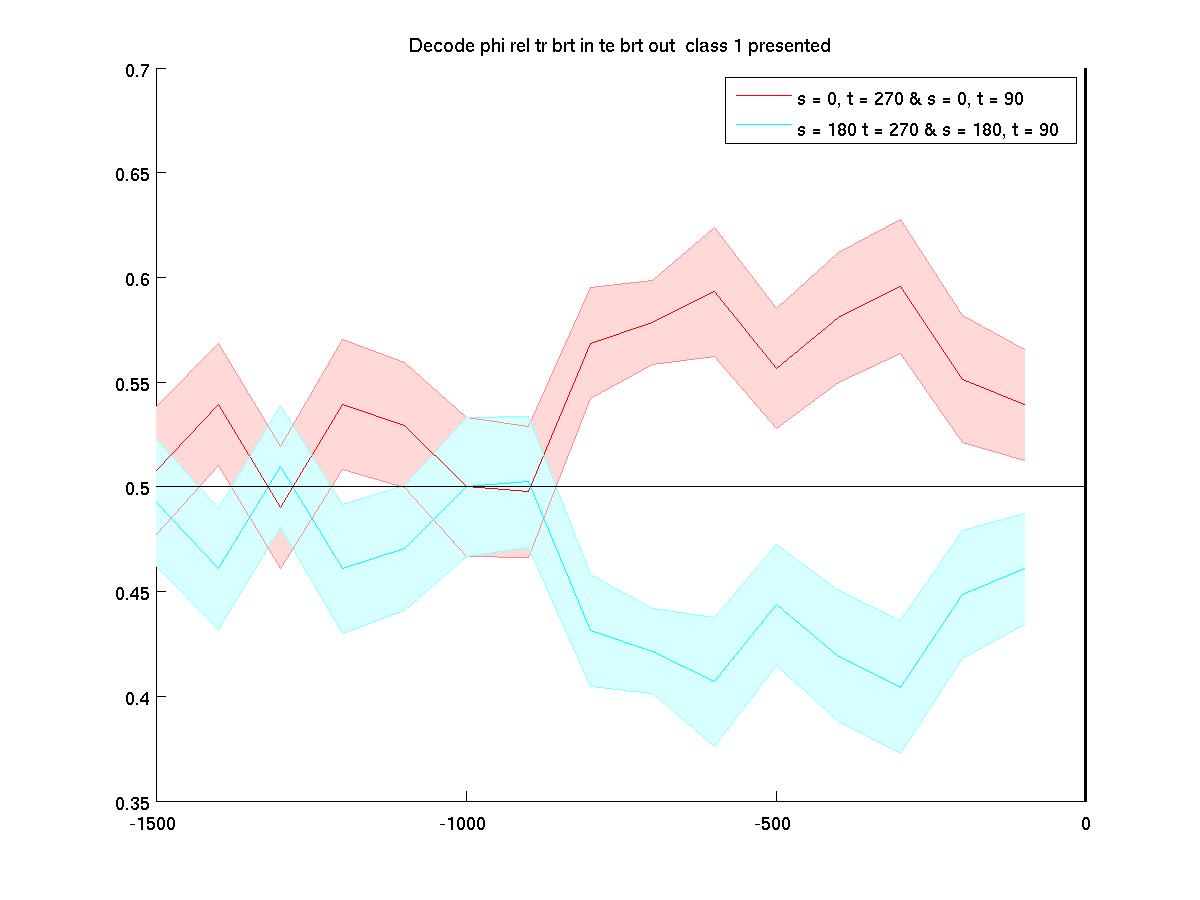 Decode phi rel tr brt in te brt out  class 1 presented
0.7
s = 0, t = 270 & s = 0, t = 90
s = 180 t = 270 & s = 180, t = 90
0.65
0.6
0.55
0.5
0.45
0.4
0.35
-1500 -1000 -500 0